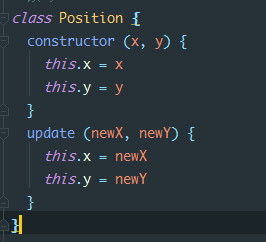 class Position {
  constructor (x, y) {
    this.x = x
    this.y = y
  }
  update (newX, newY) {
    this.x = newX
    this.y = newY
  }
}